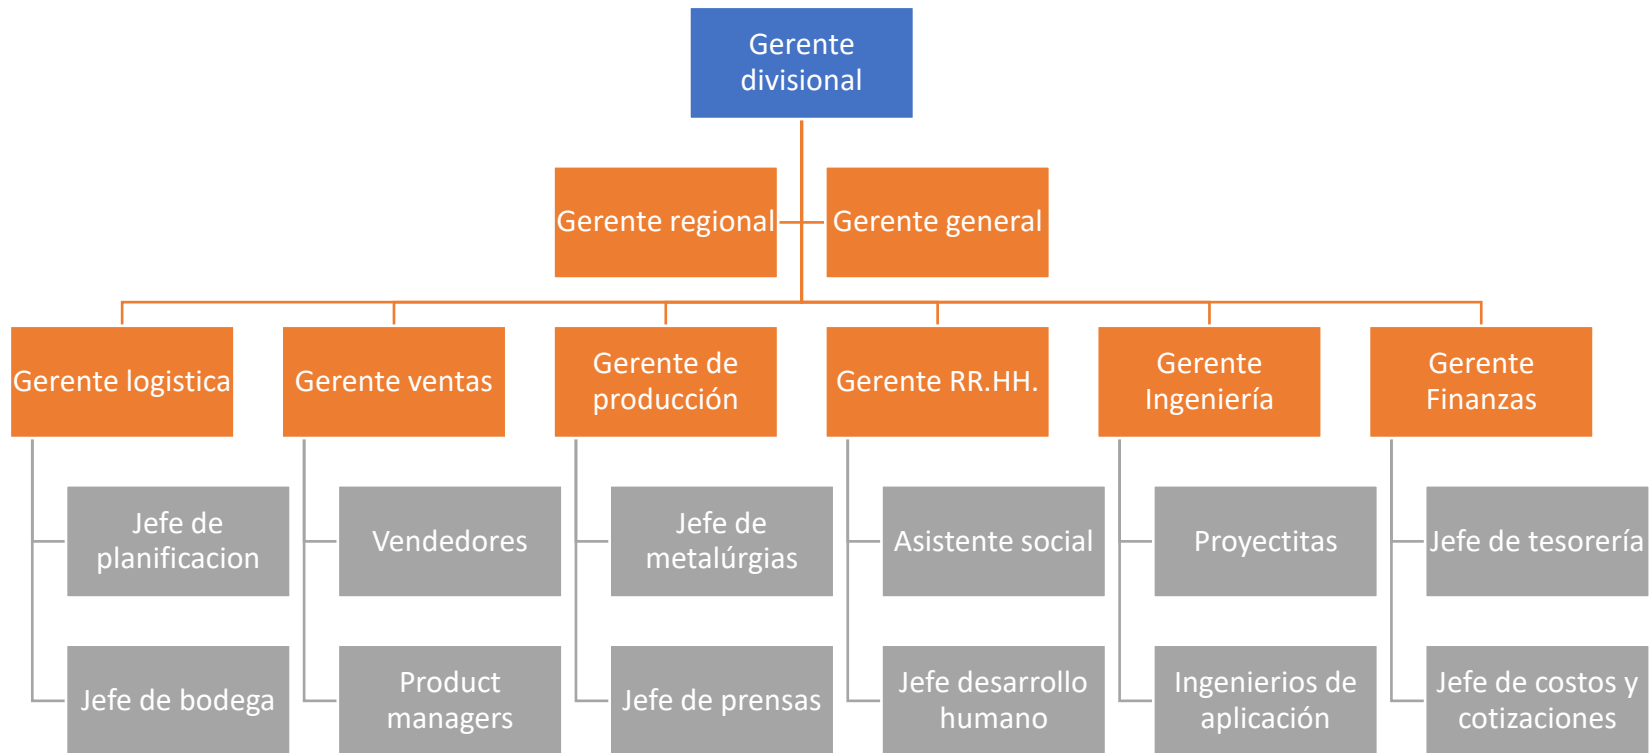 Gerente
divisional
Gerente regional
Gerente general
Gerente logistica
Gerente ventas
Gerente de
producción
Gerente RR.HH.
Gerente
Ingeniería
Gerente
Finanzas
Jefe de
planificacion
Vendedores
Jefe de
metalúrgias
Asistente social
Proyectitas
Jefe de tesorería
Jefe de bodega
Product
managers
Jefe de prensas
Jefe desarrollo
humano
Ingenierios de
aplicación
Jefe de costos y
cotizaciones